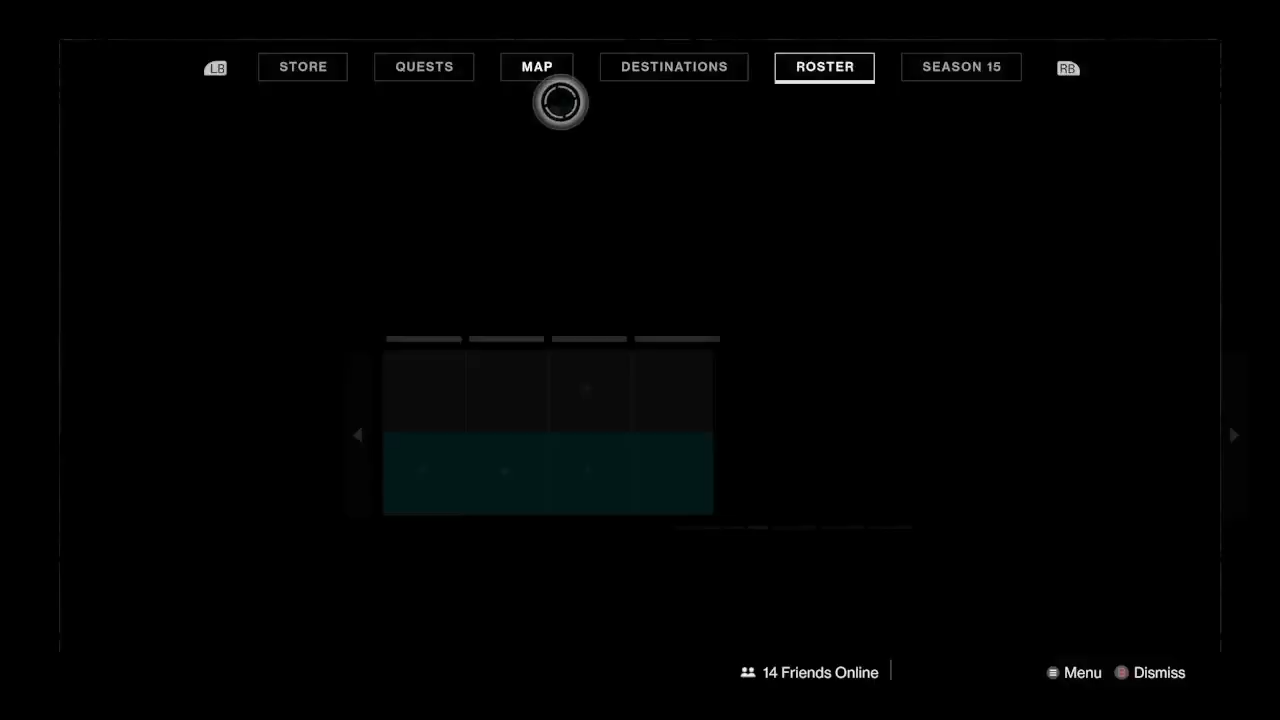 LB STORE QUESTS MAP DESTINATIONS ROSTER SEASON 15 RB
14 Friends Online Menu Dismiss